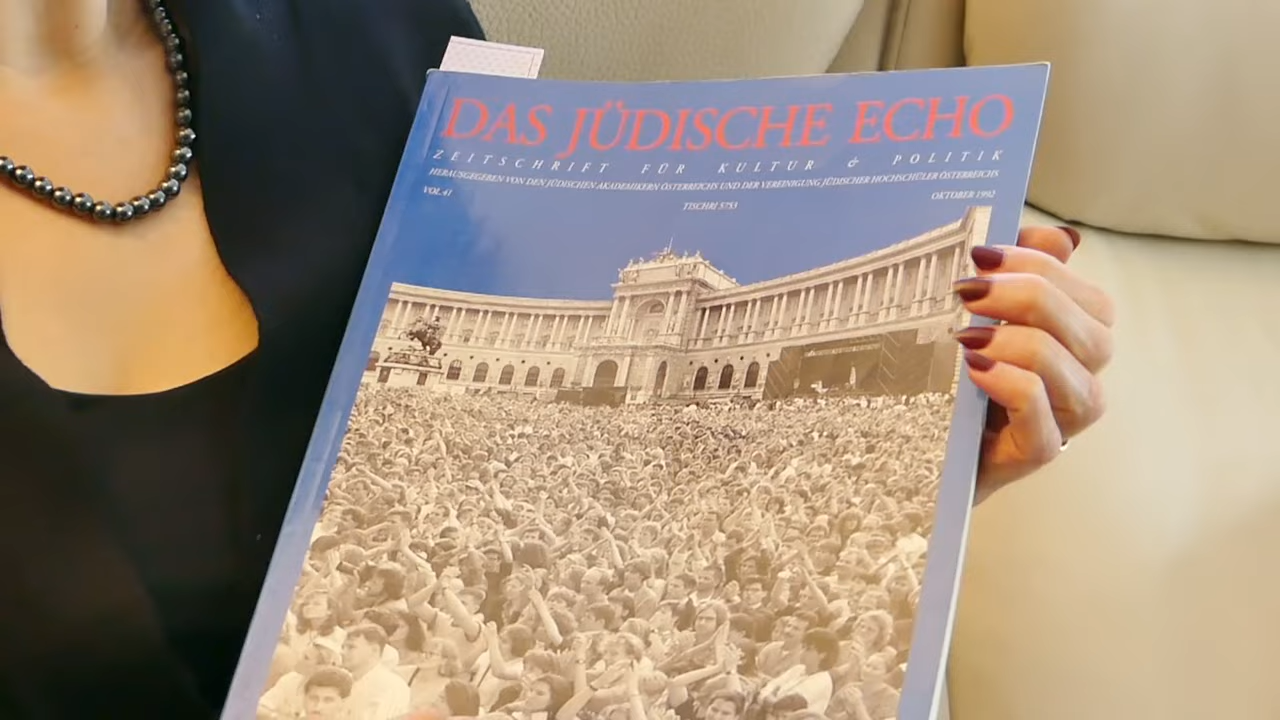 DAS JÜDISCHE ECHO
ZEITSCHRIFT FÜR KULTUR & POLITIK
HERAUSGEGEBEN VON DEN JÜDISCHEN AKADEMIKERN ÖSTERREICHS UND DER VEREINIGUNG JÜDISCHER HOCHSCHÜLER ÖSTERREICHS
VOL. 41 TISCHRI 5753 OKTOBER 1992